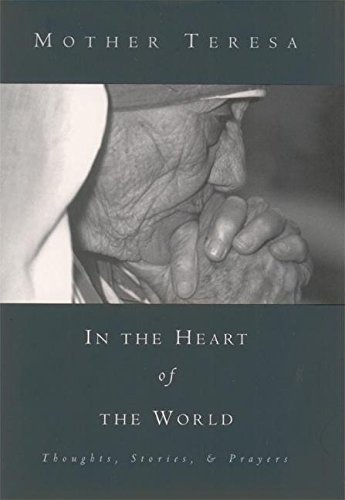 MOTHER TERESA
IN THE HEART
of
THE WORLD
Thoughts, Stories, & Prayers